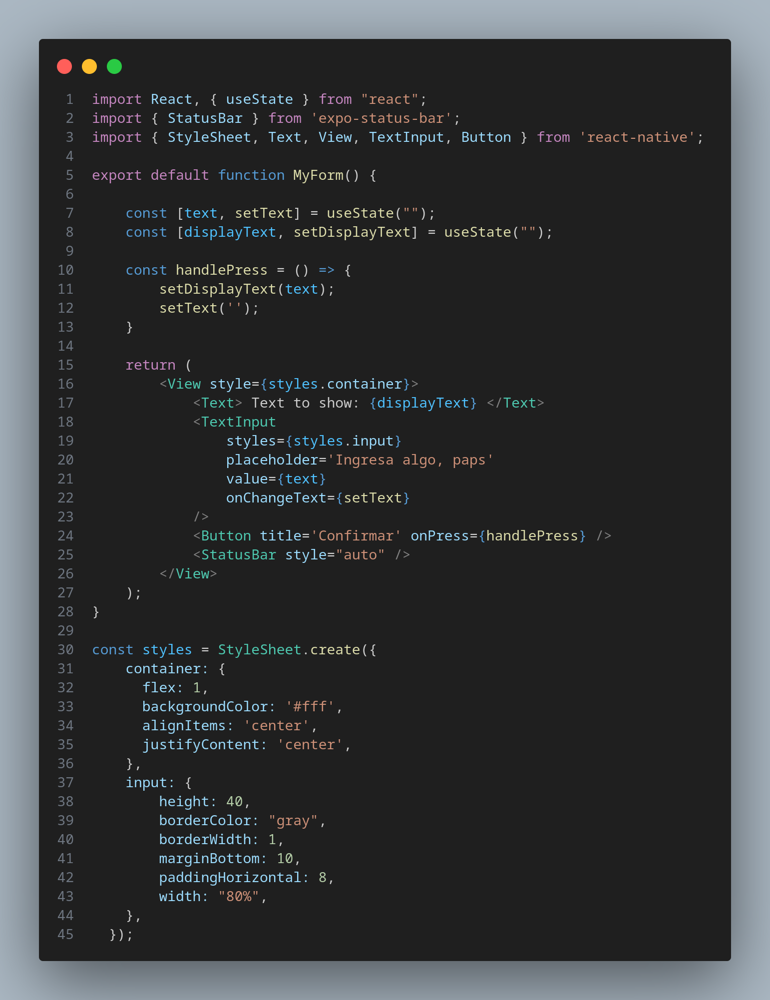 1 import React, { useState } from "react";
2 import { StatusBar } from 'expo-status-bar';
3 import { StyleSheet, Text, View, TextInput, Button } from 'react-native';
4
5 export default function MyForm() {
6
7     const [text, setText] = useState("");
8     const [displayText, setDisplayText] = useState("");
9
10     const handlePress = () => {
11         setDisplayText(text);
12         setText('');
13     }
14
15     return (
16         <View style={styles.container}>
17             <Text> Text to show: {displayText} </Text>
18             <TextInput
19                 styles={styles.input}
20                 placeholder='Ingresa algo, paps'
21                 value={text}
22                 onChangeText={setText}
23             />
24             <Button title='Confirmar' onPress={handlePress} />
25             <StatusBar style="auto" />
26         </View>
27     );
28 }
29
30 const styles = StyleSheet.create({
31     container: {
32       flex: 1,
33       backgroundColor: '#fff',
34       alignItems: 'center',
35       justifyContent: 'center',
36     },
37     input: {
38         height: 40,
39         borderColor: "gray",
40         borderWidth: 1,
41         marginBottom: 10,
42         paddingHorizontal: 8,
43         width: "80%",
44     },
45   });